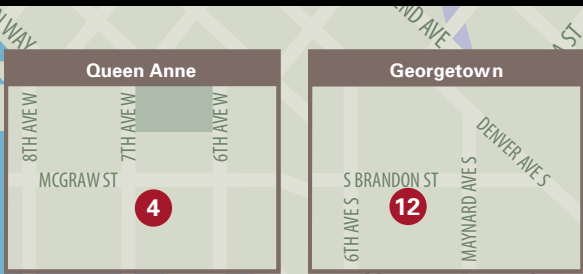 WAY
ND AVE
A ST
Queen Anne
8TH AVE W
7TH AVE W
6TH AVE W
MCGRAW ST
4
Georgetown
DENVER AVE S
S BRANDON ST
12
6TH AVE S
MAYNARD AVE S